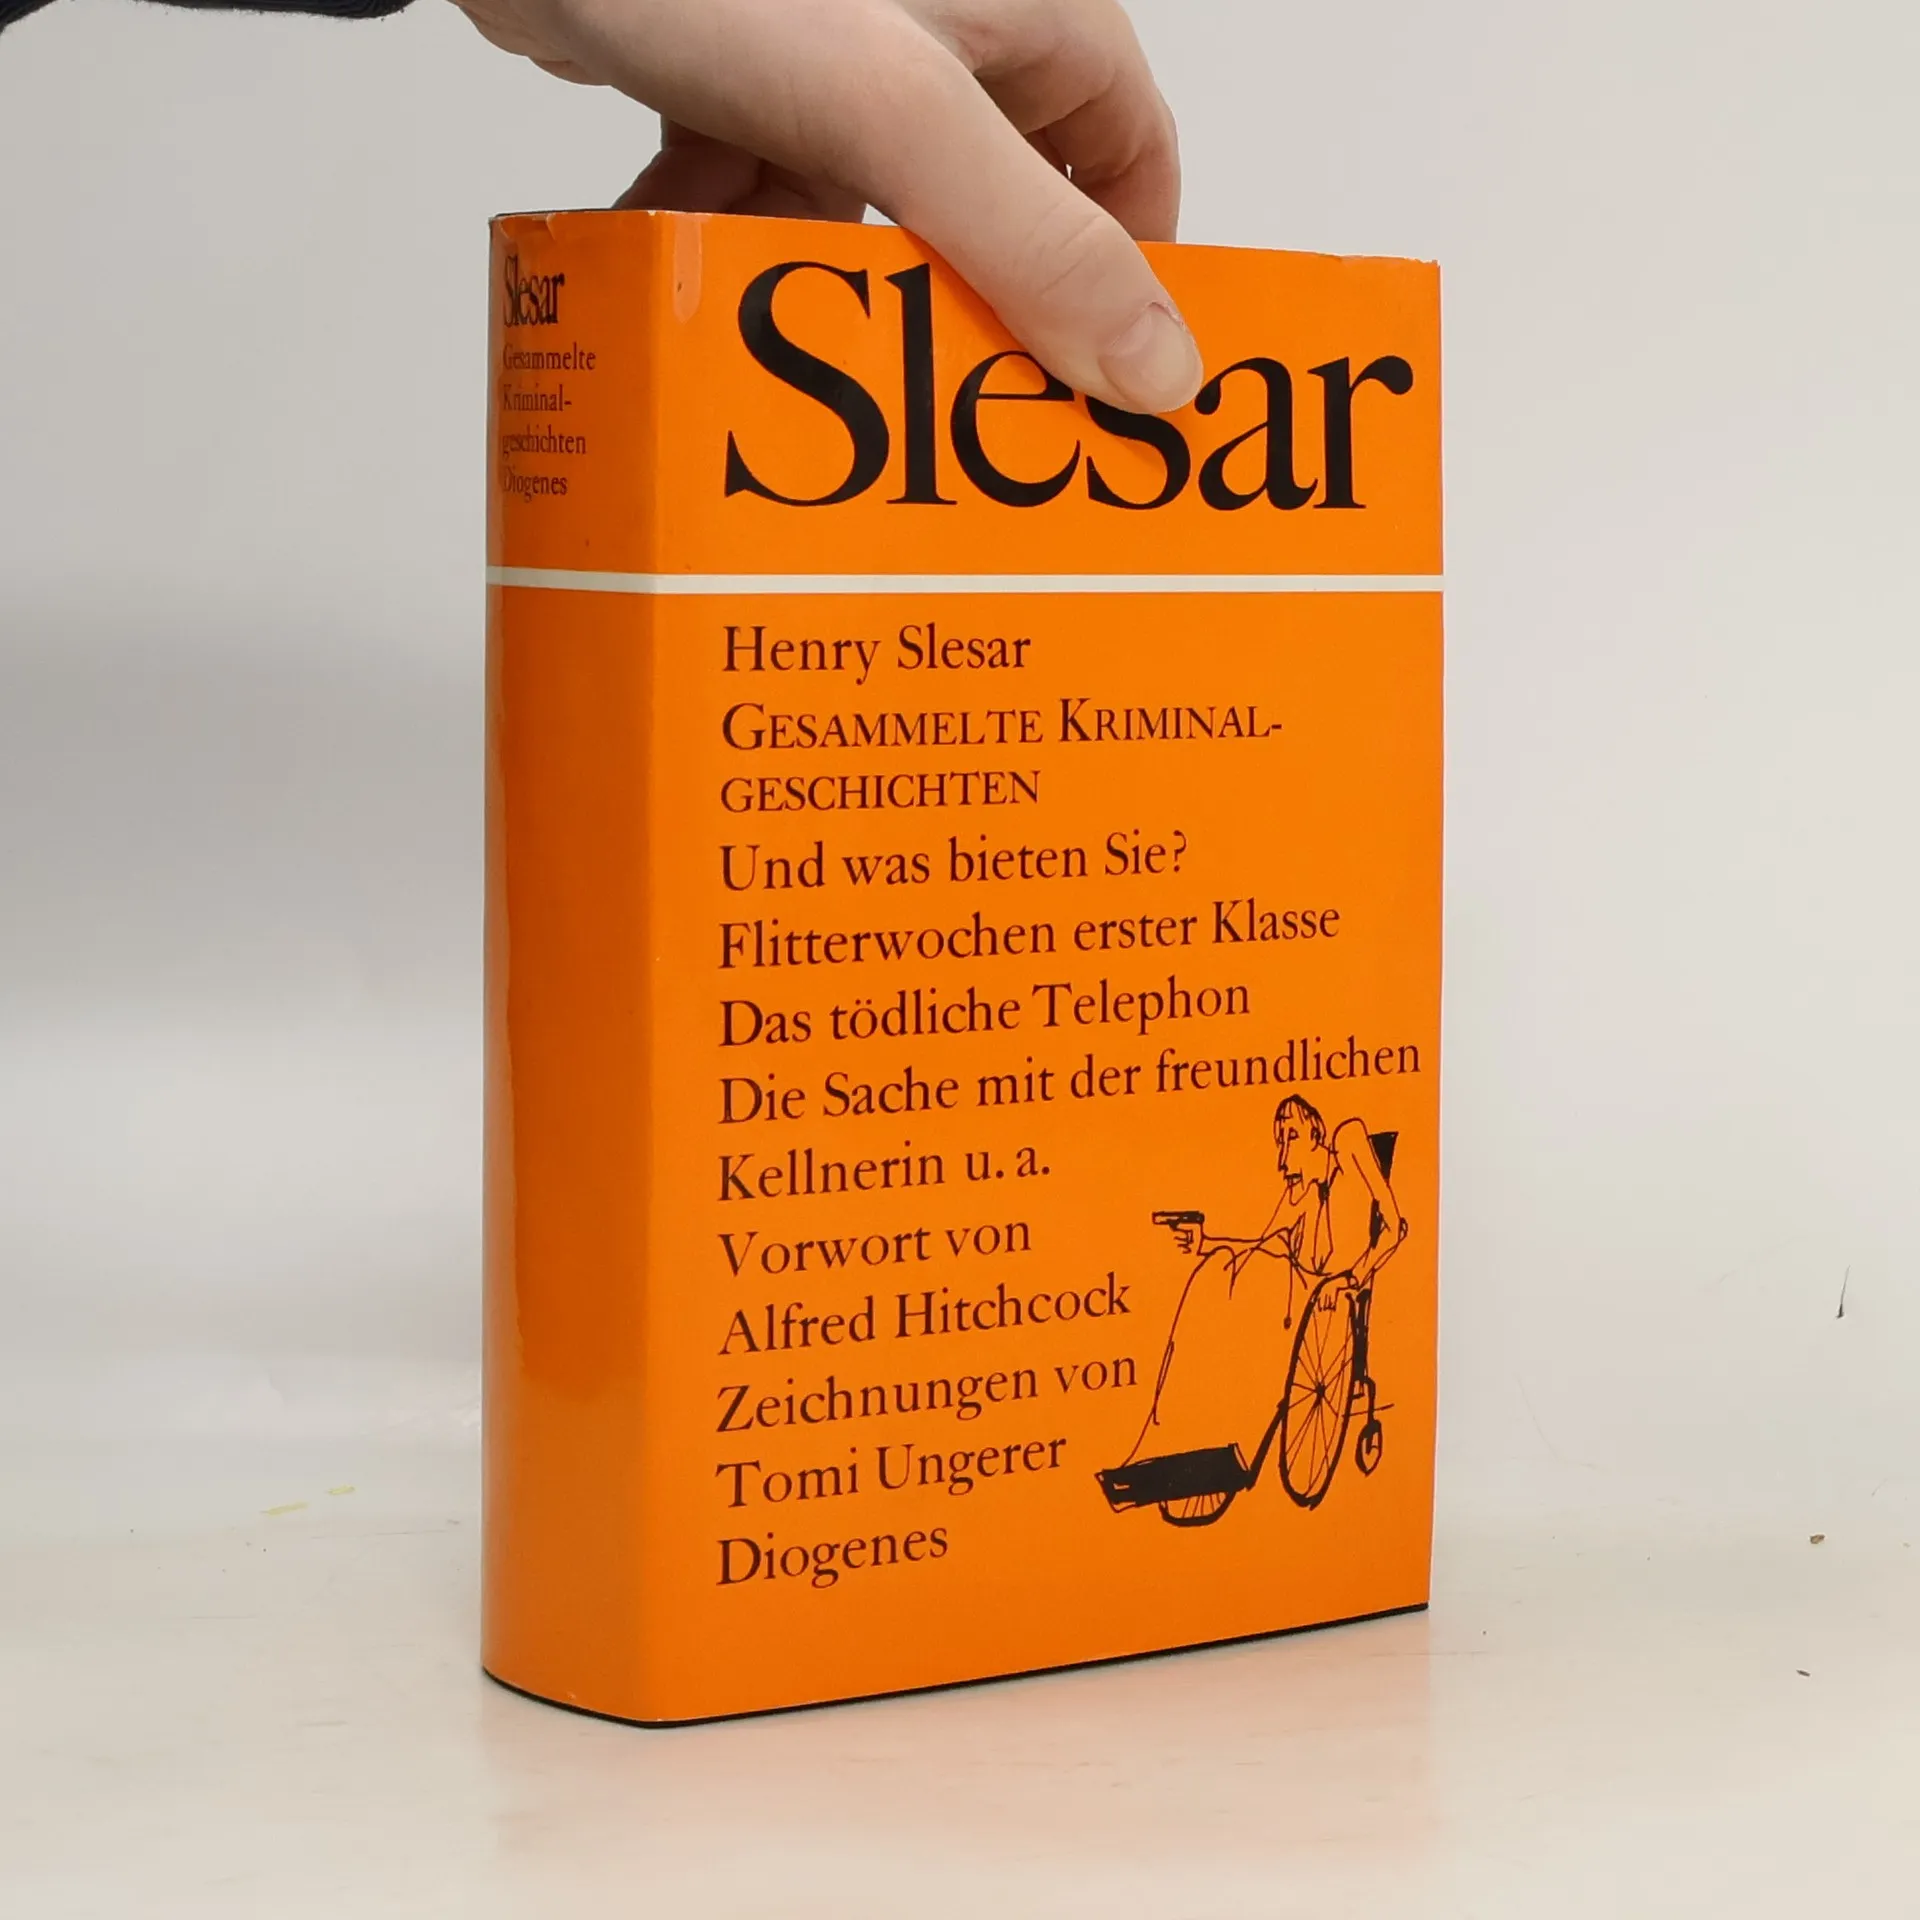 Slesar
Gesammelte
Kriminal-
geschichten
Diogenes
Slesar
Henry Slesar
GESAMMELTE KRIMINAL-
GESCHICHTEN
Und was bieten Sie?
Flitterwochen erster Klasse
Das tödliche Telephon
Die Sache mit der freundlichen
Kellnerin u. a.
Vorwort von
Alfred Hitchcock
Zeichnungen von
Tomi Ungerer
Diogenes